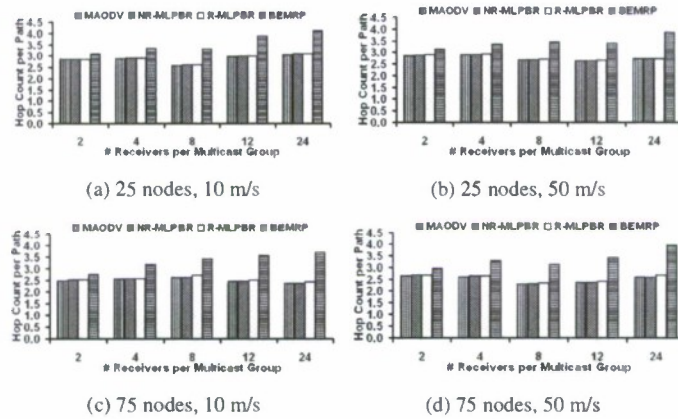 MAODV NR-MLPBR R-MLPBR BEMRP
Hop Count per Path
4.5
4.0
3.5
3.0
2.5
2.0
1.5
1.0
0.5
0.0
2 4 8 12 24
# Receivers per Multicast Group
(a) 25 nodes, 10 m/s
MAODV NR-MLPBR R-MLPBR BEMRP
Hop Count per Path
4.5
4.0
3.5
3.0
2.5
2.0
1.5
1.0
0.5
0.0
2 4 8 12 24
# Receivers per Multicast Group
(b) 25 nodes, 50 m/s
MAODV NR-MLPBR R-MLPBR BEMRP
Hop Count per Path
4.5
4.0
3.5
3.0
2.5
2.0
1.5
1.0
0.5
0.0
2 4 8 12 24
# Receivers per Multicast Group
(c) 75 nodes, 10 m/s
MAODV NR-MLPBR R-MLPBR BEMRP
Hop Count per Path
4.5
4.0
3.5
3.0
2.5
2.0
1.5
1.0
0.5
0.0
2 4 8 12 24
# Receivers per Multicast Group
(d) 75 nodes, 50 m/s